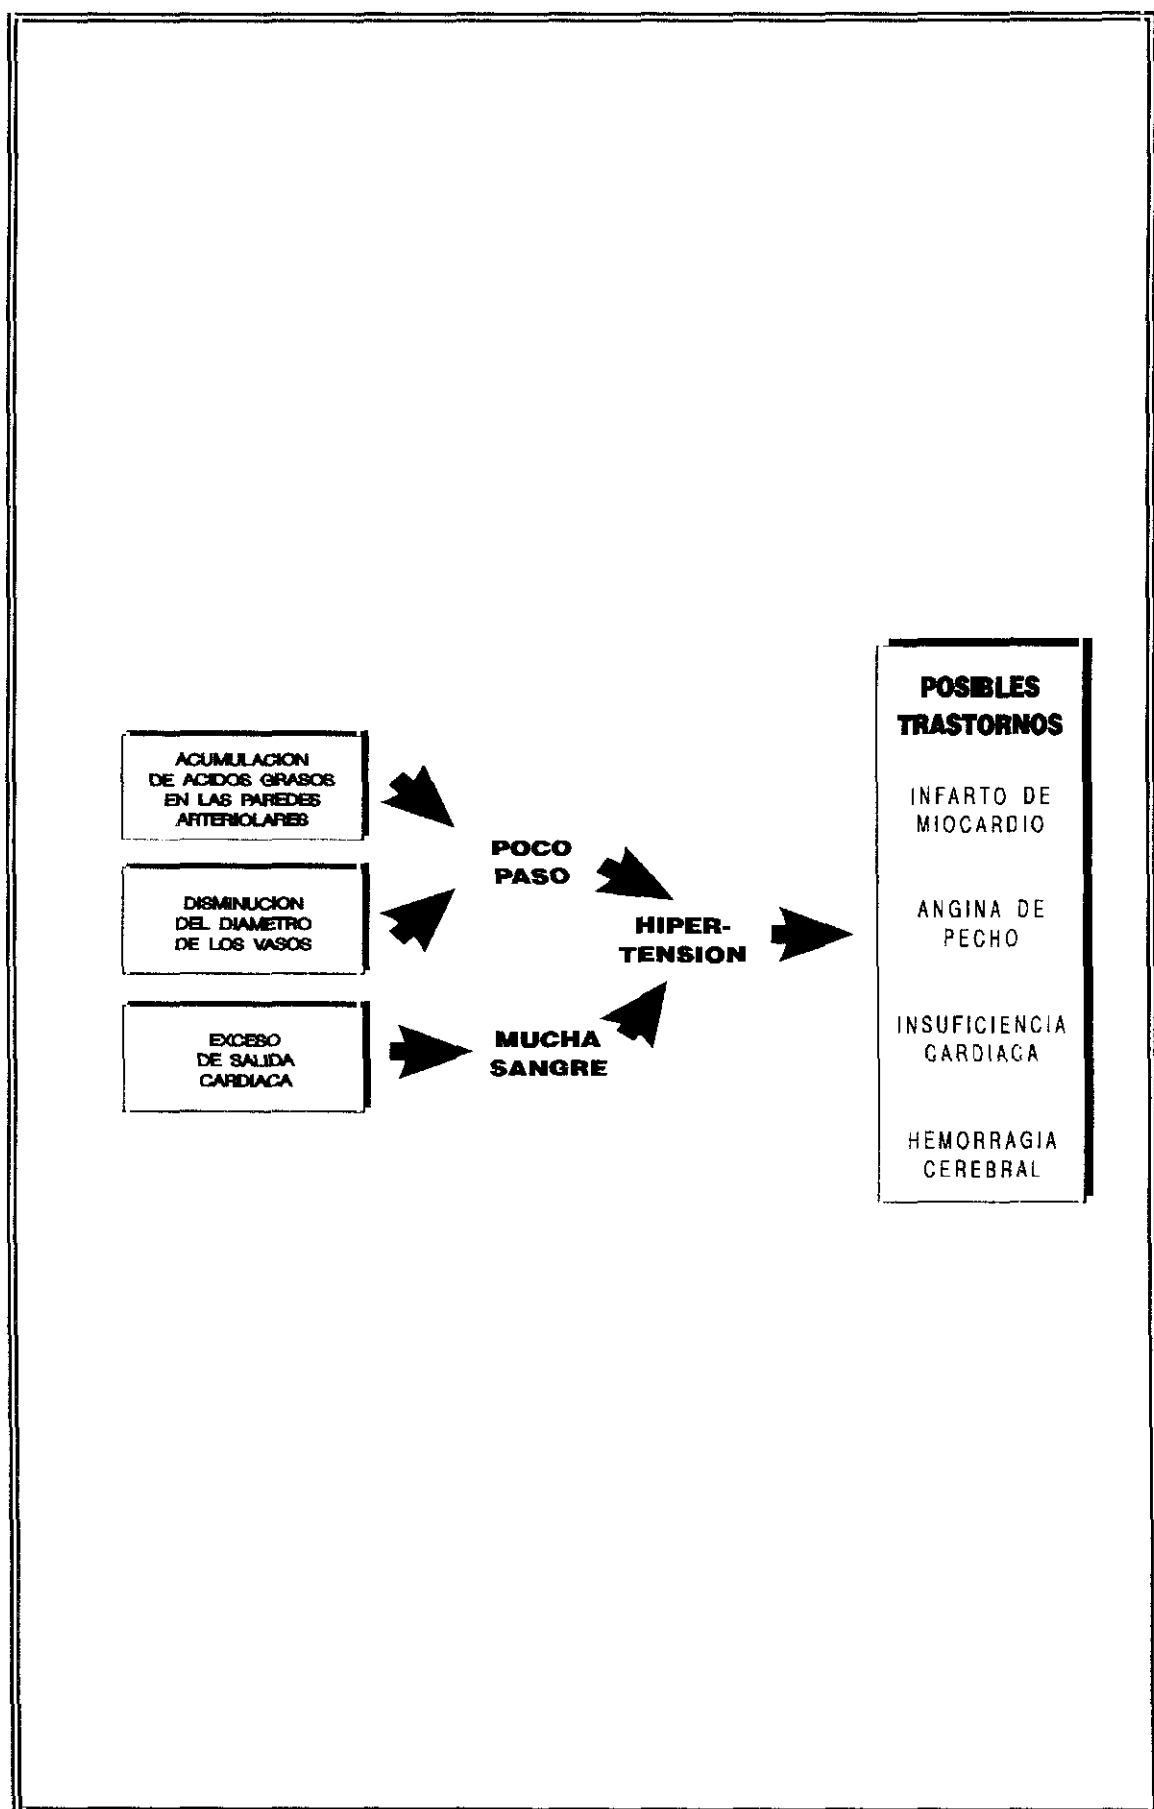 ACUMULACION
DE ACIDOS GRASOS
EN LAS PAREDES
ARTERIOLARES
DISMINUCION
DEL DIAMETRO
DE LOS VASOS
EXCESO
DE SALIDA
CARDIACA
POCO
PASO
MUCHA
SANGRE
HIPER-
TENSION
POSIBLES
TRASTORNOS
INFARTO DE
MIOCARDIO
ANGINA DE
PECHO
INSUFICIENCIA
CARDIACA
HEMORRAGIA
CEREBRAL